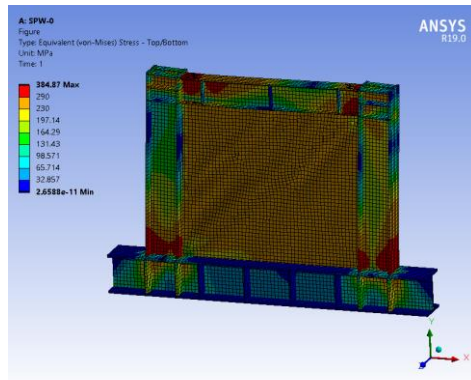 A: SPW-0
Figure
Type: Equivalent (von-Mises) Stress - Top/Bottom
Unit: MPa
Time: 1
384.87 Max
290
230
197.14
164.29
131.43
98.571
65.714
32.857
2.6588e-11 Min
ANSYS
R19.0
Y
X
Z